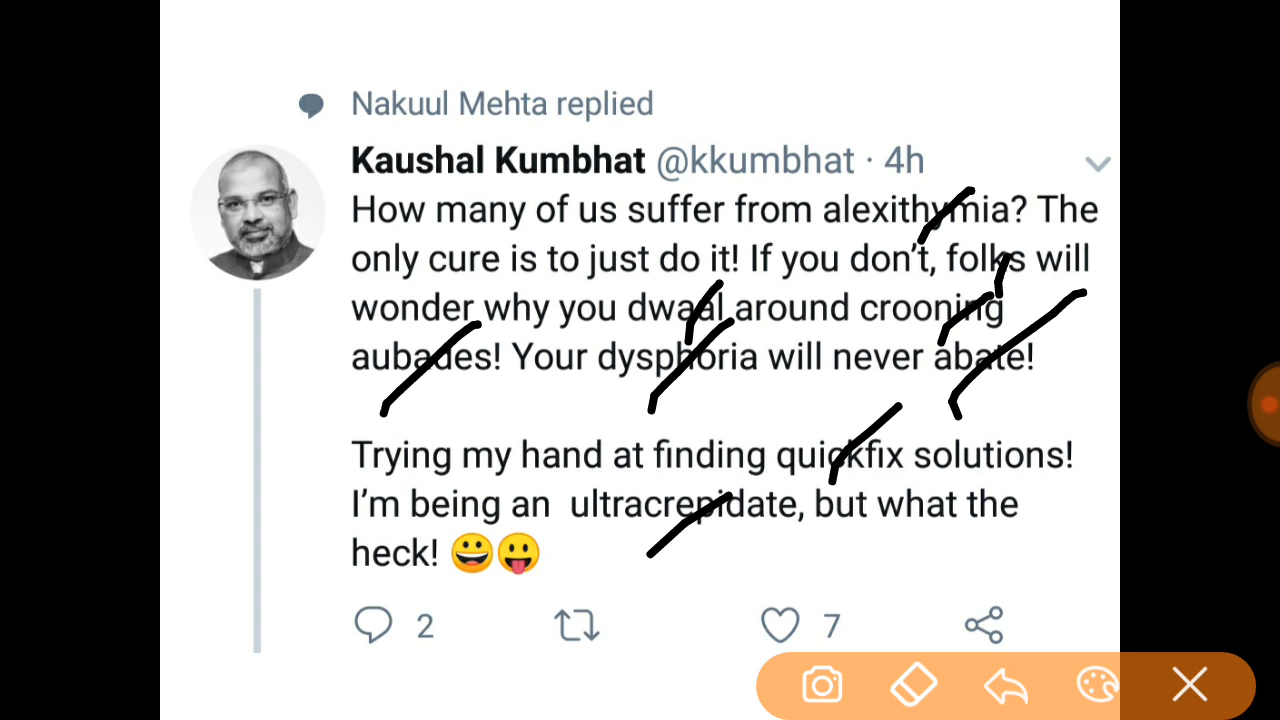 Nakuul Mehta replied
Kaushal Kumbhat @kkumbhat · 4h
How many of us suffer from alexithymia? The
only cure is to just do it! If you don't, folks will
wonder why you dwaal around crooning
aubades! Your dysphoria will never abate!
Trying my hand at finding quickfix solutions!
I'm being an ultracrepidate, but what the
heck! 😀😛
2 7